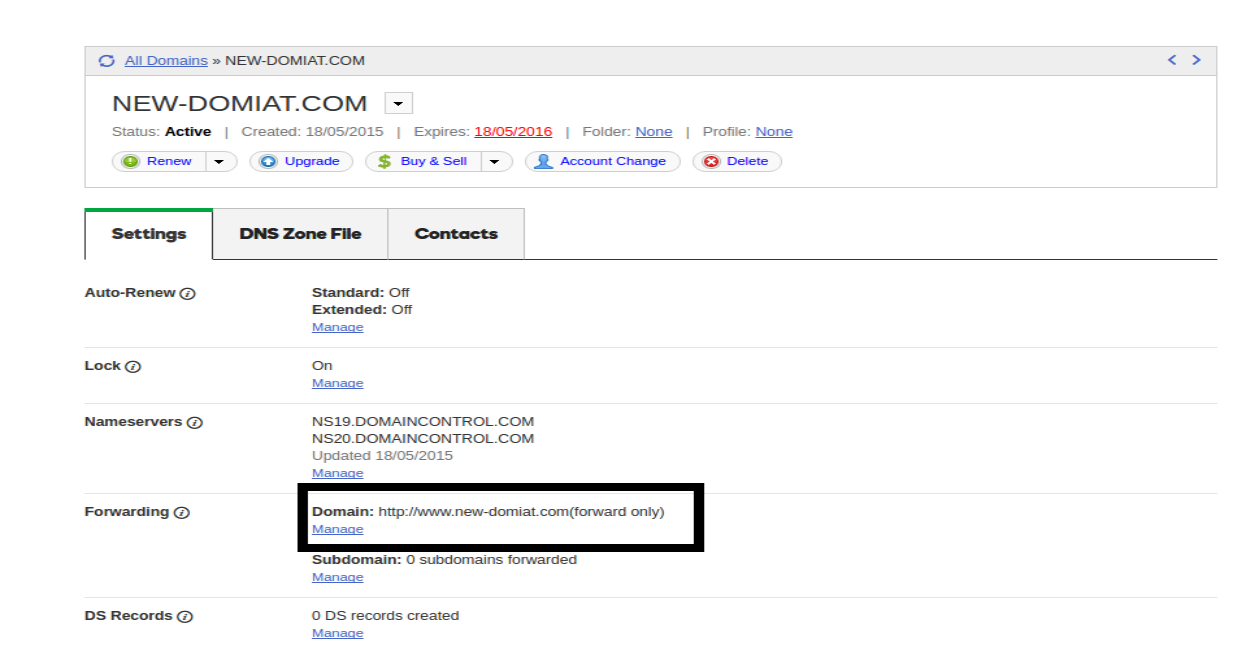 All Domains » NEW-DOMIAT.COM < >
NEW-DOMIAT.COM
Status: Active | Created: 18/05/2015 | Expires: 18/05/2016 | Folder: None | Profile: None
Renew Upgrade $ Buy & Sell Account Change Delete
Settings DNS Zone File Contacts
Auto-Renew i Standard: Off
Extended: Off
Manage
Lock i On
Manage
Nameservers i NS19.DOMAINCONTROL.COM
NS20.DOMAINCONTROL.COM
Updated 18/05/2015
Manage
Forwarding i Domain: http://www.new-domiat.com(forward only)
Manage
Subdomain: 0 subdomains forwarded
Manage
DS Records i 0 DS records created
Manage